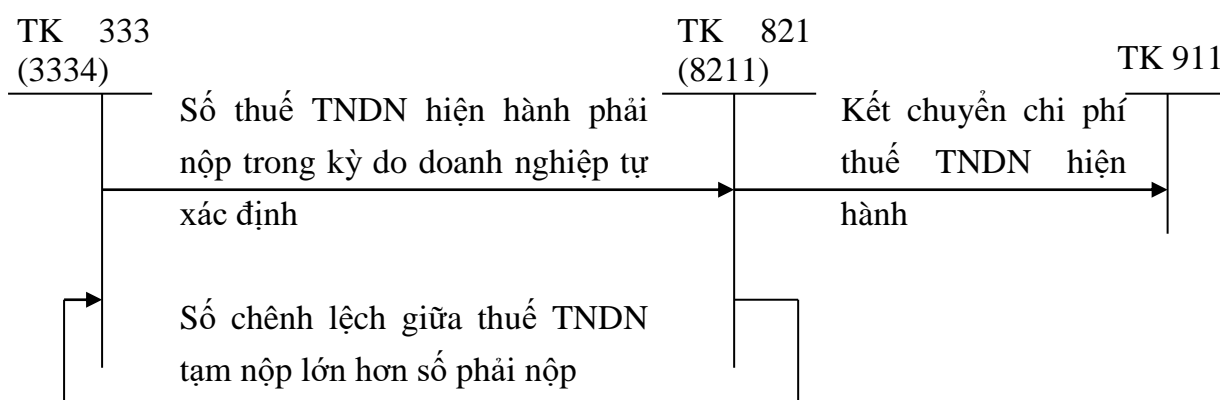 TK 333
(3334)
TK 821
(8211)
TK 911
Số thuế TNDN hiện hành phải
nộp trong kỳ do doanh nghiệp tự
xác định
Kết chuyển chi phí
thuế TNDN hiện
hành
Số chênh lệch giữa thuế TNDN
tạm nộp lớn hơn số phải nộp